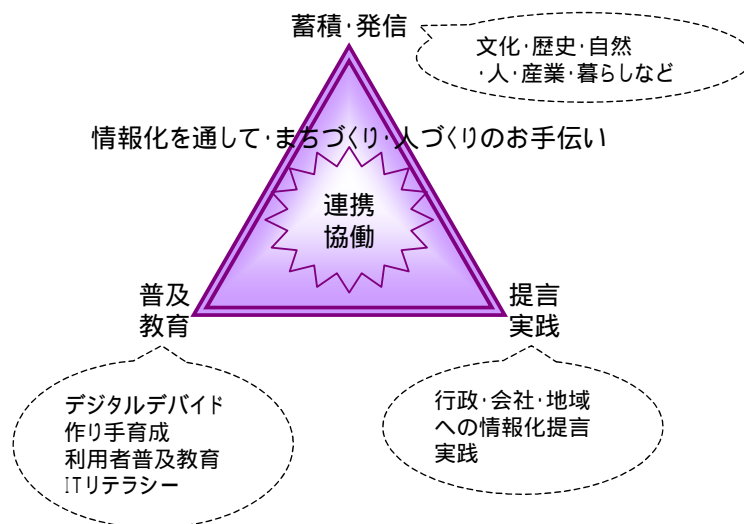 蓄積・発信
文化・歴史・自然
・人・産業・暮らしなど
情報化を通して・まちづくり・人づくりのお手伝い
連携
協働
普及
教育
提言
実践
デジタルデバイド
作り手育成
利用者普及教育
ITリテラシー
行政・会社・地域
への情報化提言
実践